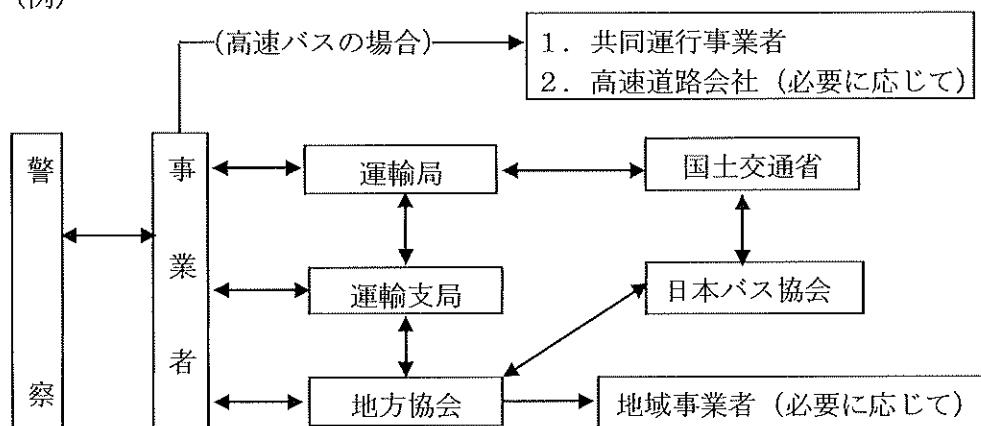 (例)
(高速バスの場合)
1. 共同運行事業者
2. 高速道路会社(必要に応じて)
警察
事業者
運輸局
国土交通省
運輸支局
日本バス協会
地方協会
地域事業者(必要に応じて)